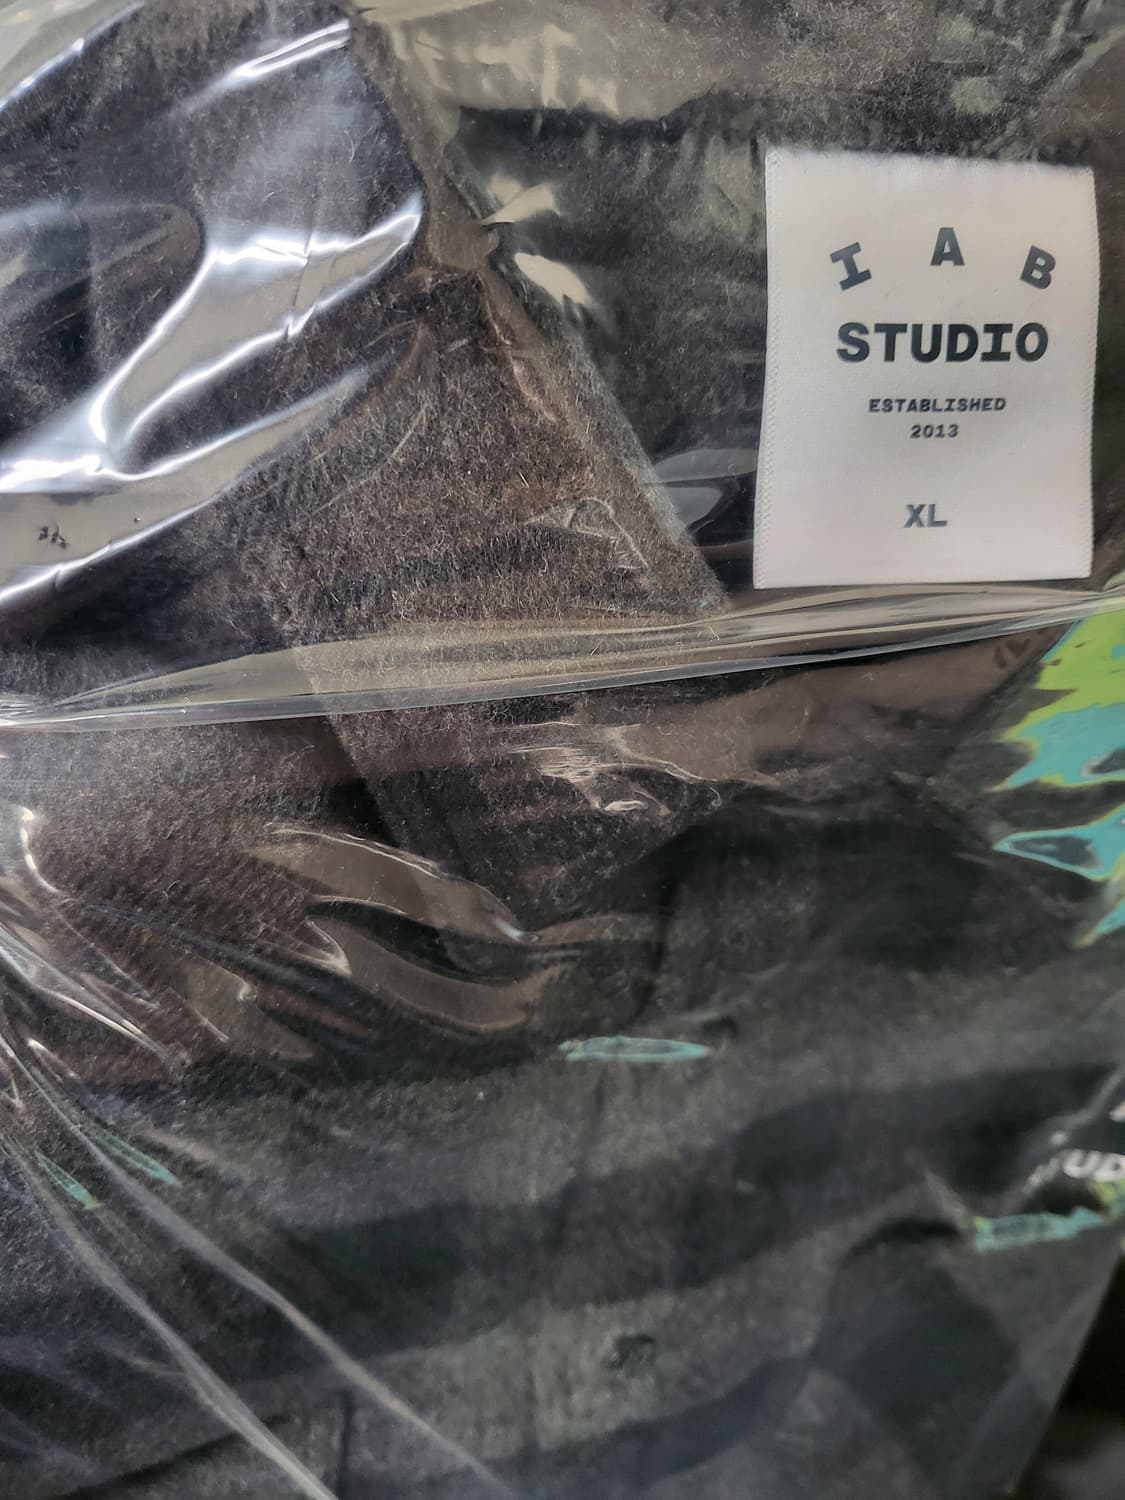 I A B
STUDIO
ESTABLISHED
2013
XL